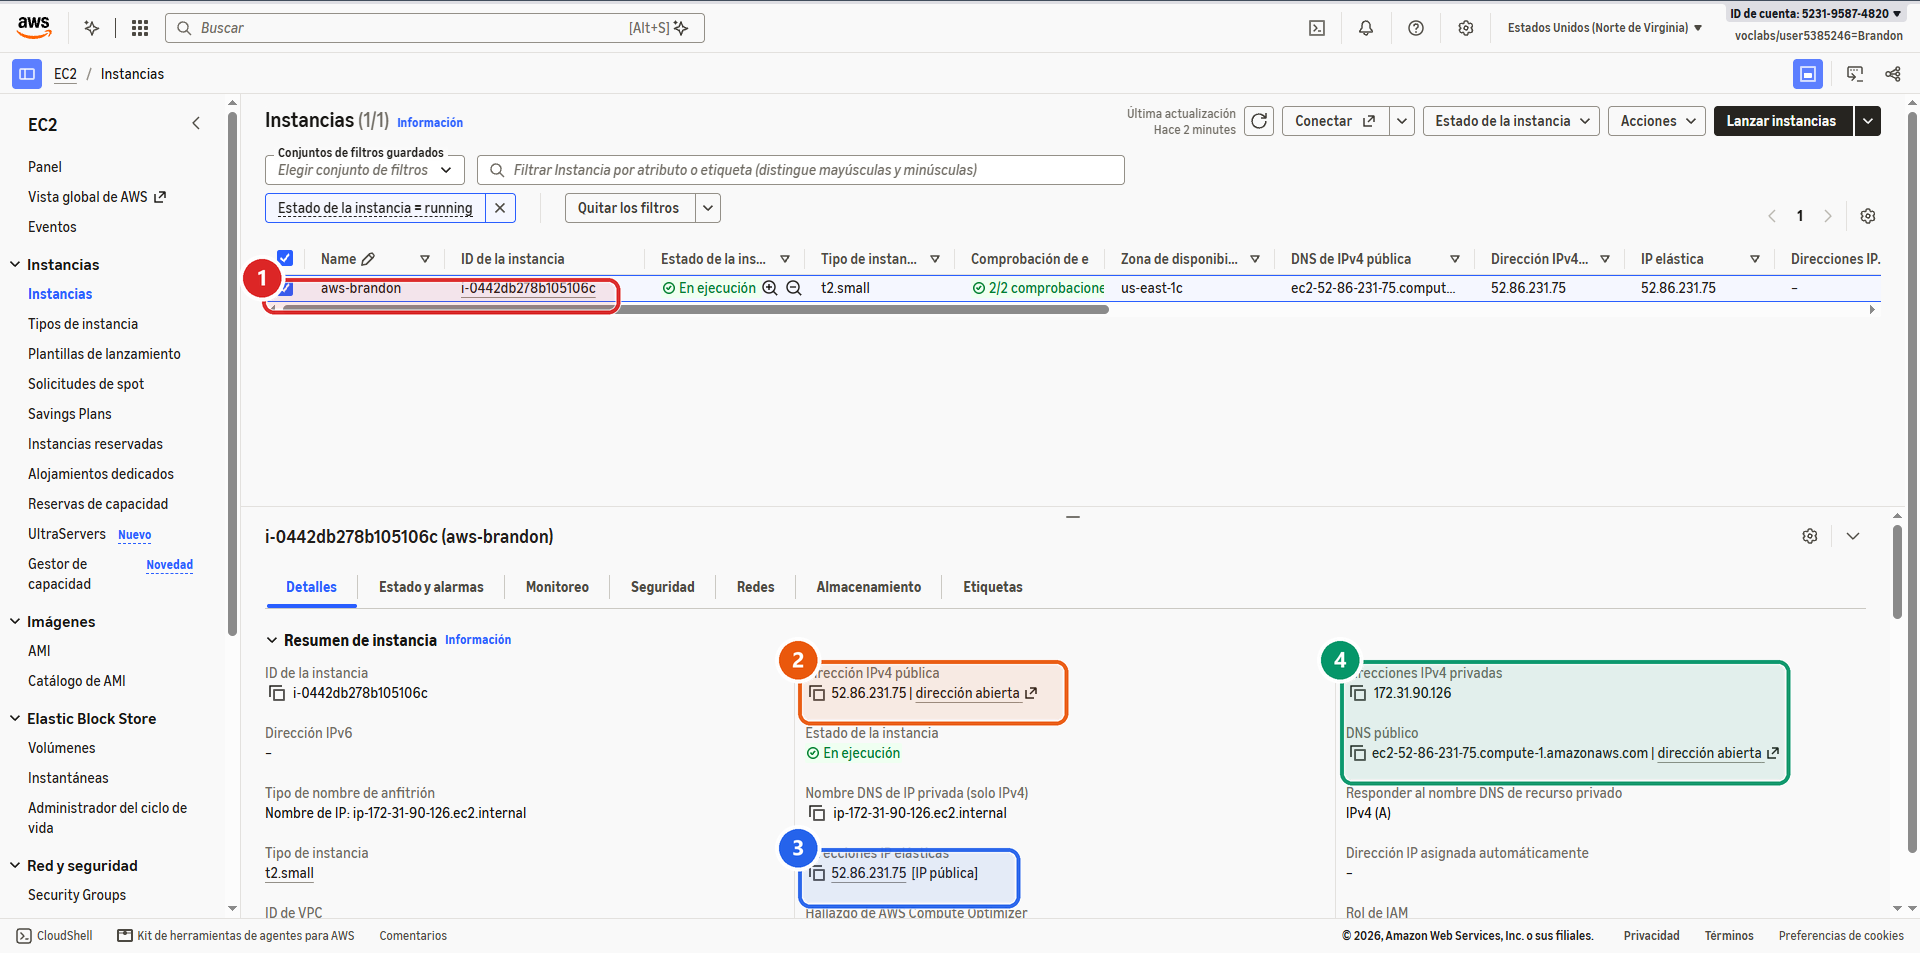 aws
Buscar
[Alt+S]
Estados Unidos (Norte de Virginia)
ID de cuenta: 5231-9587-4820
voclabs/user5385246=Brandon
EC2 / Instancias
EC2
Panel
Vista global de AWS
Eventos
Instancias
Instancias
Tipos de instancia
Plantillas de lanzamiento
Solicitudes de spot
Savings Plans
Instancias reservadas
Alojamientos dedicados
Reservas de capacidad
UltraServers Nuevo
Gestor de capacidad Novedad
Imágenes
AMI
Catálogo de AMI
Elastic Block Store
Volúmenes
Instantáneas
Administrador del ciclo de vida
Red y seguridad
Security Groups
Instancias (1/1) Información
Última actualización
Hace 2 minutes
Conectar
Estado de la instancia
Acciones
Lanzar instancias
Conjuntos de filtros guardados
Elegir conjunto de filtros
Filtrar Instancia por atributo o etiqueta (distingue mayúsculas y minúsculas)
Estado de la instancia = running
Quitar los filtros
1
Name ID de la instancia Estado de la ins... Tipo de instan... Comprobación de e Zona de disponibi... DNS de IPv4 pública Dirección IPv4... IP elástica Direcciones IP.
1
aws-brandon i-0442db278b105106c En ejecución t2.small 2/2 comprobacione us-east-1c ec2-52-86-231-75.comput... 52.86.231.75 52.86.231.75 –
i-0442db278b105106c (aws-brandon)
Detalles Estado y alarmas Monitoreo Seguridad Redes Almacenamiento Etiquetas
Resumen de instancia Información
ID de la instancia
i-0442db278b105106c
2
rección IPv4 pública
52.86.231.75 | dirección abierta
4
ecciones IPv4 privadas
172.31.90.126
Dirección IPv6
–
Estado de la instancia
En ejecución
DNS público
ec2-52-86-231-75.compute-1.amazonaws.com | dirección abierta
Tipo de nombre de anfitrión
Nombre de IP: ip-172-31-90-126.ec2.internal
Nombre DNS de IP privada (solo IPv4)
ip-172-31-90-126.ec2.internal
Responder al nombre DNS de recurso privado
IPv4 (A)
Tipo de instancia
t2.small
3
ecciones IP elásticas
52.86.231.75 [IP pública]
Dirección IP asignada automáticamente
–
ID de VPC
Hallazgo de AWS Compute Optimizer
Rol de IAM
CloudShell Kit de herramientas de agentes para AWS Comentarios
© 2026, Amazon Web Services, Inc. o sus filiales. Privacidad Términos Preferencias de cookies